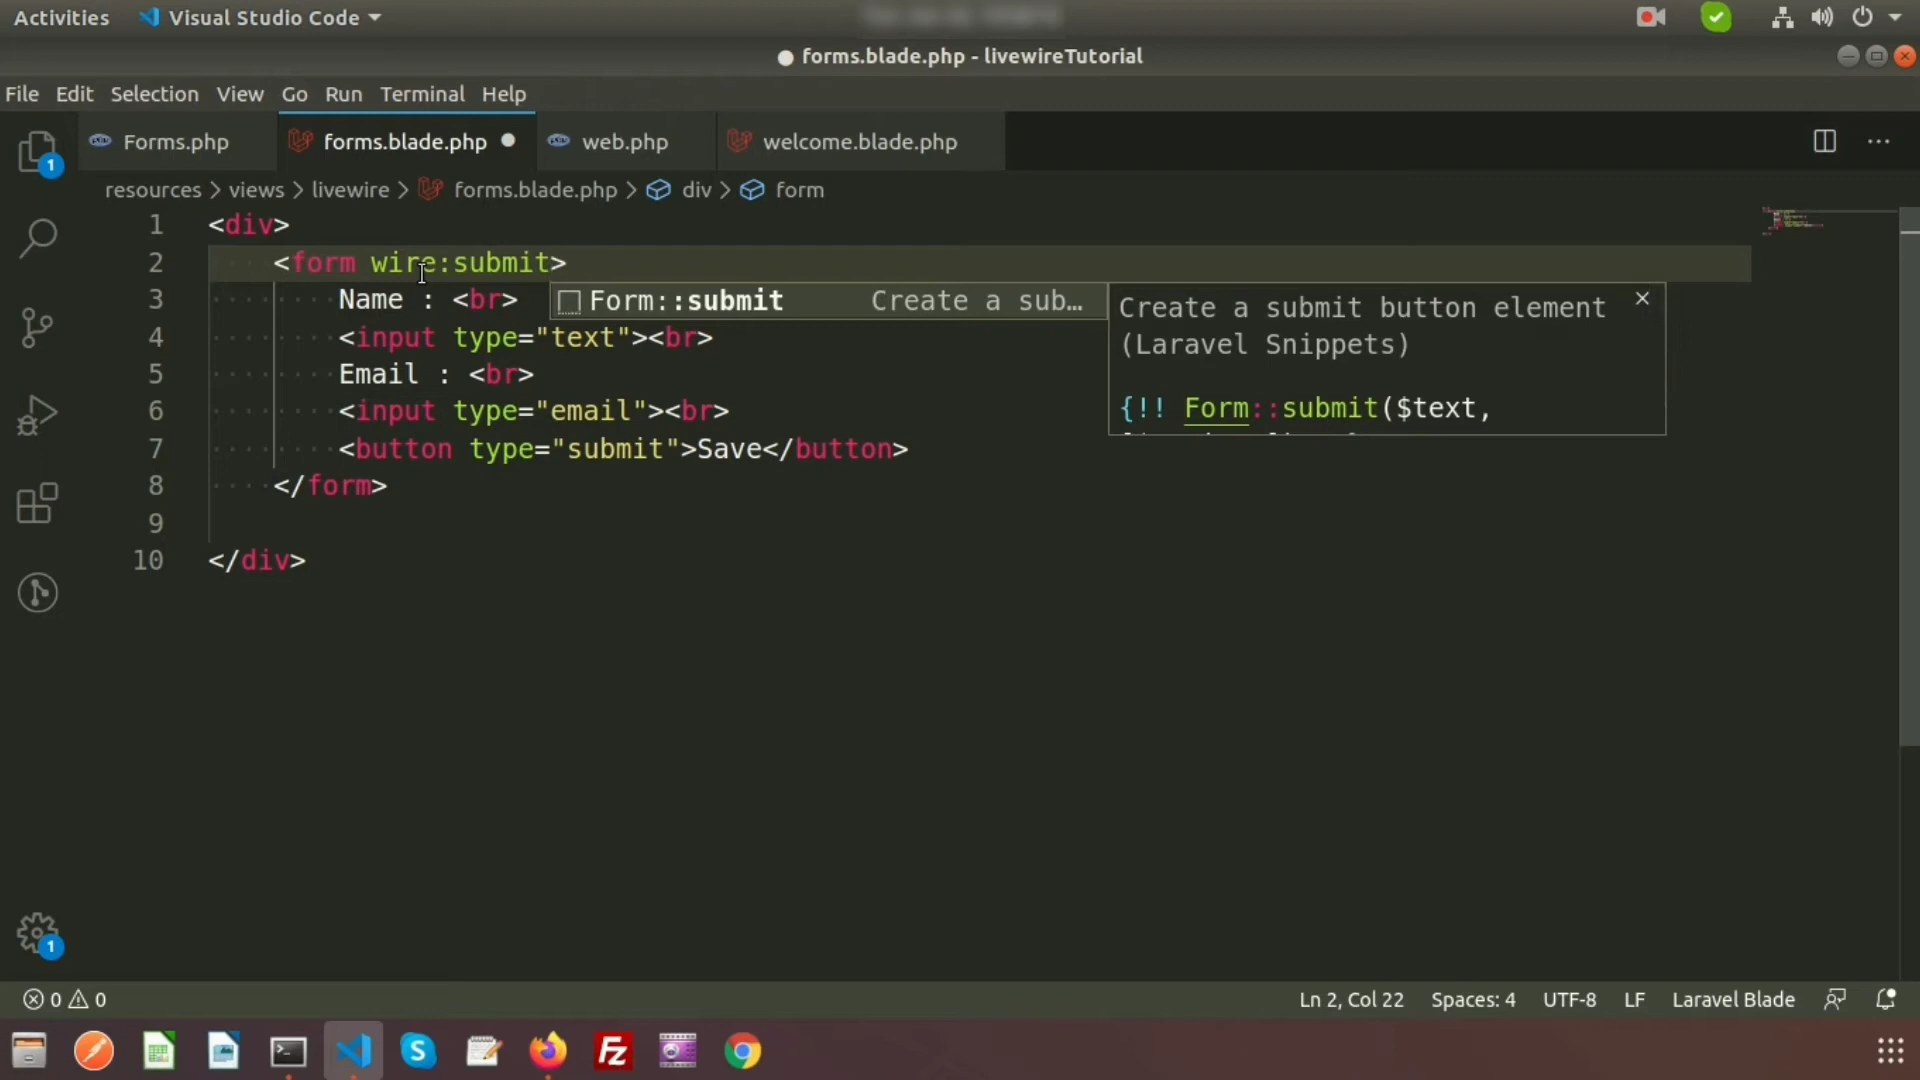 Activities Visual Studio Code
forms.blade.php - livewireTutorial
File Edit Selection View Go Run Terminal Help
Forms.php forms.blade.php web.php welcome.blade.php
resources > views > livewire > forms.blade.php > div > form
1 <div>
2 <form wire:submit>
3 Name : <br>
Form::submit Create a sub…
Create a submit button element
(Laravel Snippets)
{!! Form::submit($text,
4 <input type="text"><br>
5 Email : <br>
6 <input type="email"><br>
7 <button type="submit">Save</button>
8 </form>
9
10 </div>
1
1
0 0 Ln 2, Col 22 Spaces: 4 UTF-8 LF Laravel Blade
S
FZ